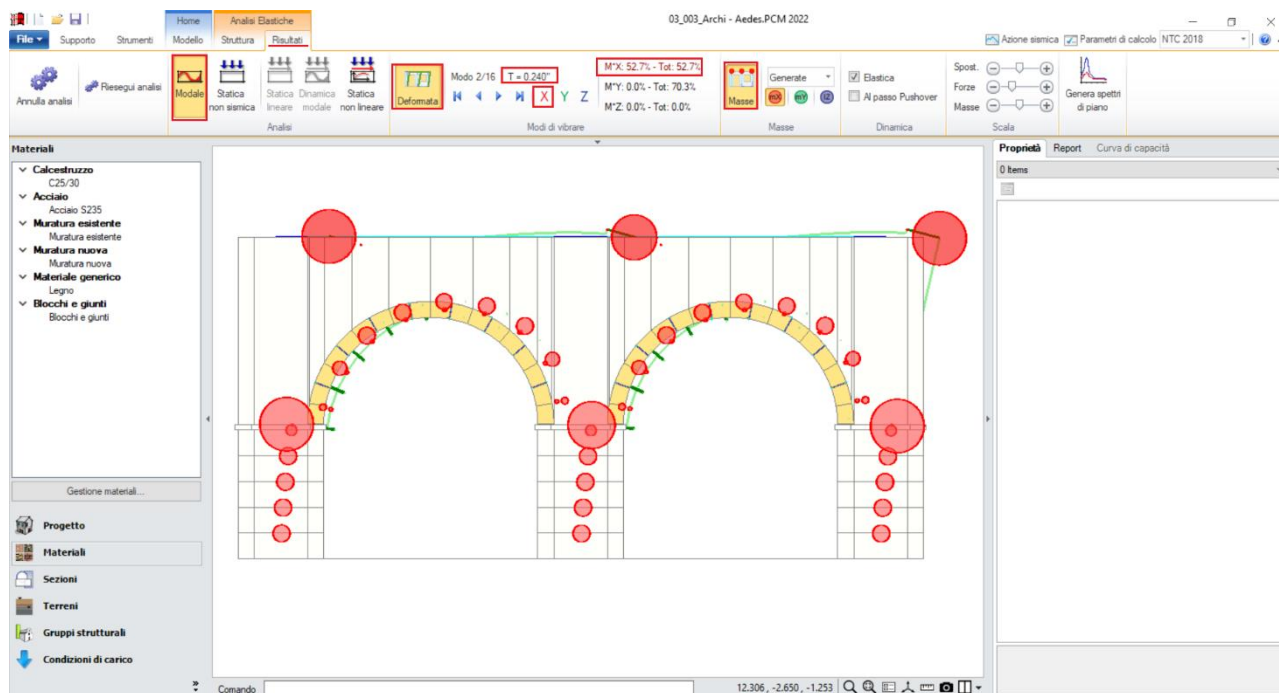 03_003_Archi - Aedes.PCM 2022
Home
Analisi Elastiche
File
Supporto
Strumenti
Modello
Struttura
Risultati
Azione sismica
Parametri di calcolo
NTC 2018
Annulla analisi
Riesegui analisi
Modale
Statica non sismica
Statica lineare
Dinamica modale
Statica non lineare
Analisi
Deformata
Modo 2/16
T = 0.240"
X Y Z
M*X: 52.7% - Tot: 52.7%
M*Y: 0.0% - Tot: 70.3%
M*Z: 0.0% - Tot: 0.0%
Modi di vibrare
Masse
Generate
mX
mY
IZ
Masse
Elastica
Al passo Pushover
Dinamica
Spost.
Forze
Masse
Scala
Genera spettri di piano
Materiali
Calcestruzzo
C25/30
Acciaio
Acciaio S235
Muratura esistente
Muratura esistente
Muratura nuova
Muratura nuova
Materiale generico
Legno
Blocchi e giunti
Blocchi e giunti
Gestione materiali...
Progetto
Materiali
Sezioni
Terreni
Gruppi strutturali
Condizioni di carico
Proprietà
Report
Curva di capacità
0 Items
Comando
12.306 , -2.650 , -1.253